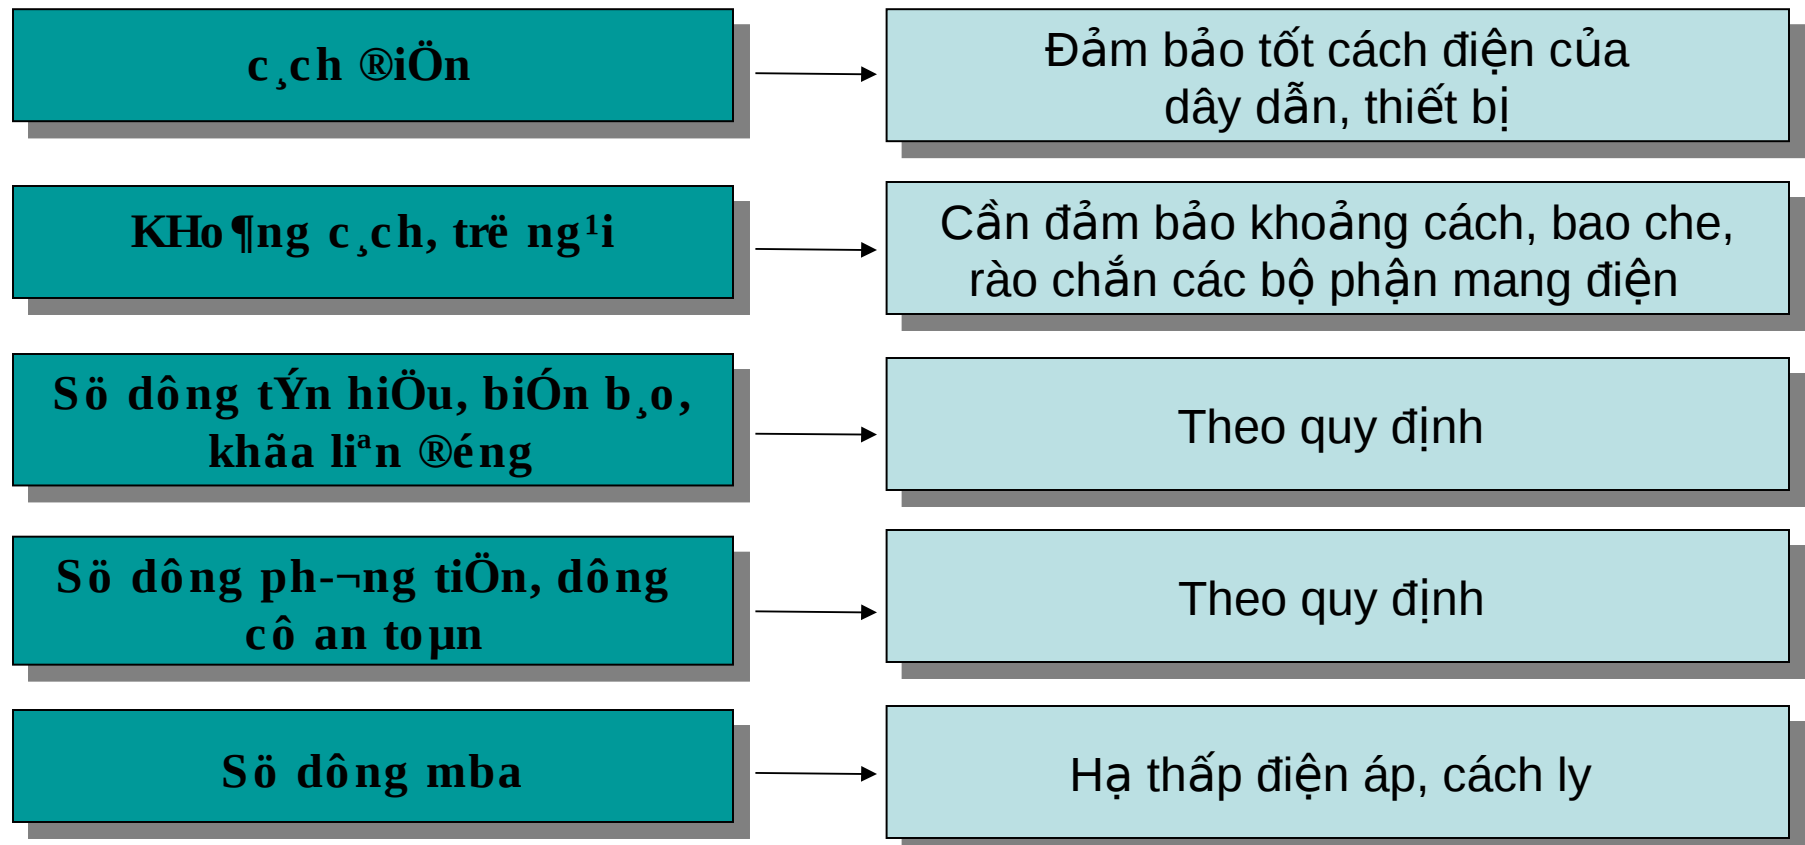 c¸ch ®iÖn
Đảm bảo tốt cách điện của
dây dẫn, thiết bị
KHo¶ng c¸ch, trë ng¹i
Cần đảm bảo khoảng cách, bao che,
rào chắn các bộ phận mang điện
Sö dông tÝn hiÖu, biÓn b¸o,
khãa liªn ®éng
Theo quy định
Sö dông ph-¬ng tiÖn, dông
cô an toµn
Theo quy định
Sö dông mba
Hạ thấp điện áp, cách ly